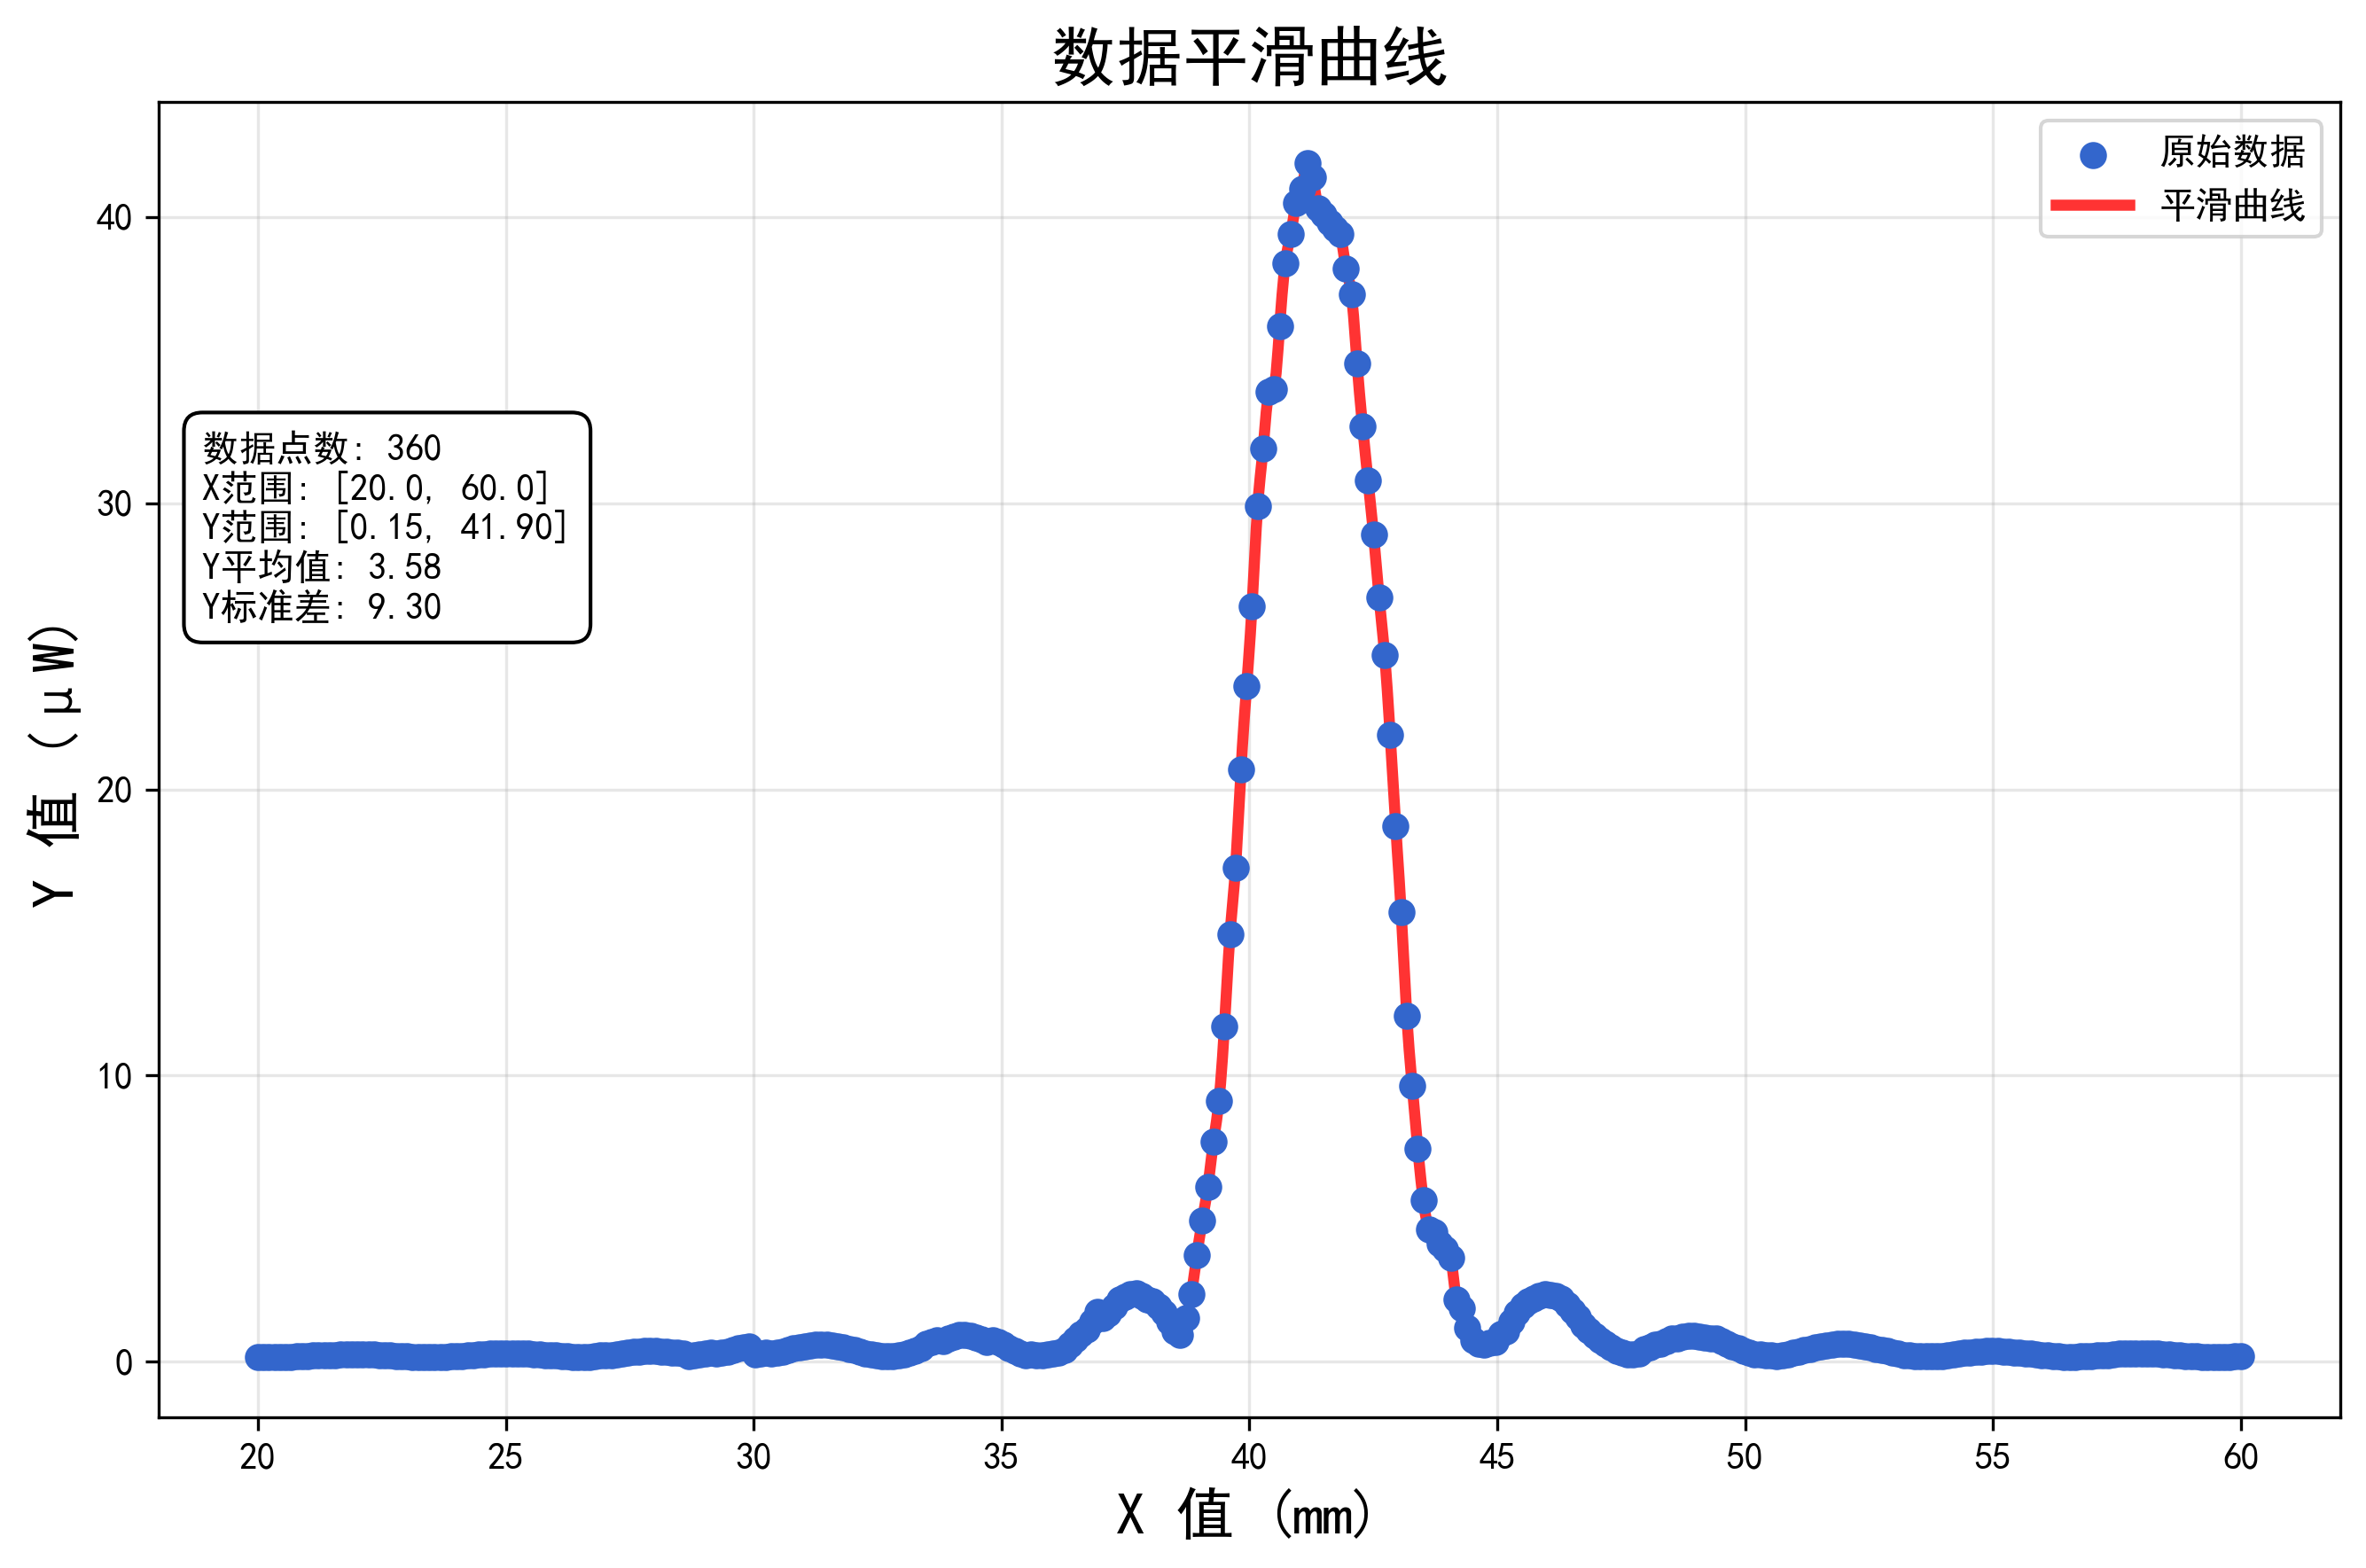 数据平滑曲线
原始数据
平滑曲线
数据点数: 360
X范围: [20.0, 60.0]
Y范围: [0.15, 41.90]
Y平均值: 3.58
Y标准差: 9.30
Y 值 (μW)
40
30
20
10
0
20 25 30 35 40 45 50 55 60
X 值 (mm)